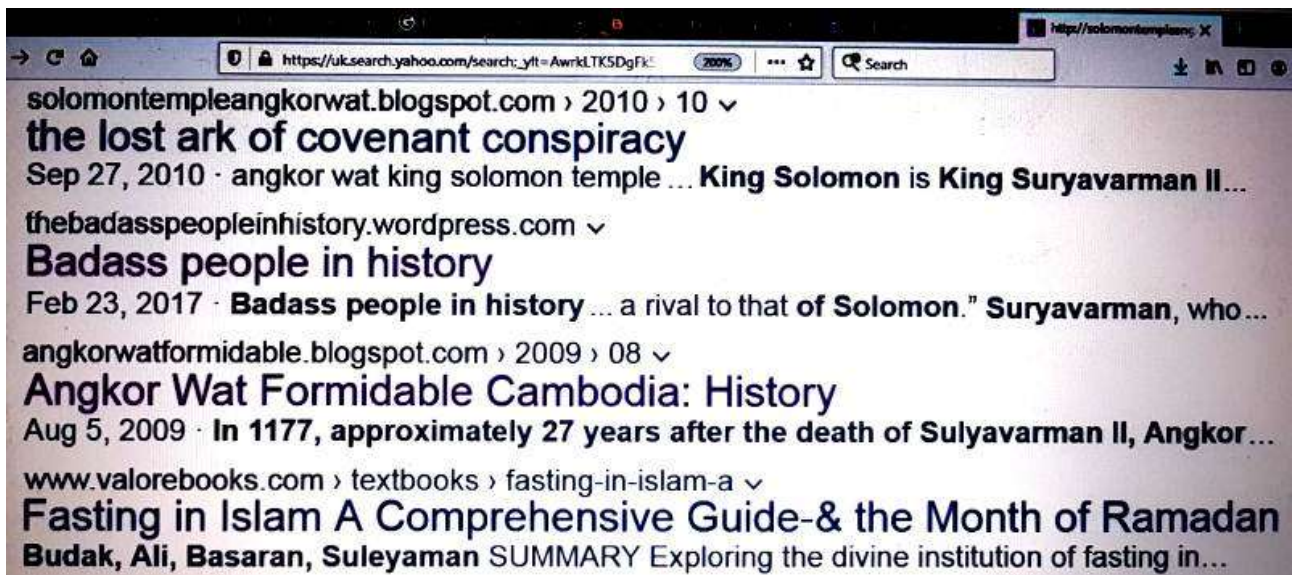 http://solomontempleang
https://uk.search.yahoo.com/search;_ylt=AwrkLTK5DgFk5
200%
Search
solomontempleangkorwat.blogspot.com › 2010 › 10
the lost ark of covenant conspiracy
Sep 27, 2010 · angkor wat king solomon temple ... King Solomon is King Suryavarman II...
thebadasspeopleinhistory.wordpress.com
Badass people in history
Feb 23, 2017 · Badass people in history ... a rival to that of Solomon.” Suryavarman, who...
angkorwatformidable.blogspot.com › 2009 › 08
Angkor Wat Formidable Cambodia: History
Aug 5, 2009 · In 1177, approximately 27 years after the death of Sulyavarman II, Angkor...
www.valorebooks.com › textbooks › fasting-in-islam-a
Fasting in Islam A Comprehensive Guide-& the Month of Ramadan
Budak, Ali, Basaran, Suleyaman SUMMARY Exploring the divine institution of fasting in...